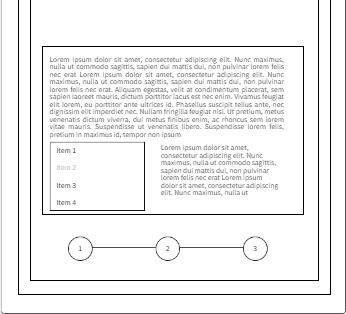 Lorem ipsum dolor sit amet, consectetur adipiscing elit. Nunc maximus,
nulla ut commodo sagittis, sapien dui mattis dui, non pulvinar lorem felis
nec erat Lorem ipsum dolor sit amet, consectetur adipiscing elit. Nunc
maximus, nulla ut commodo sagittis, sapien dui mattis dui, non pulvinar
lorem felis nec erat. Aliquam egestas, velit at condimentum placerat, sem
sapien laoreet mauris, dictum porttitor lacus est nec enim. Vivamus feugiat
elit lorem, eu porttitor ante ultrices id. Phasellus suscipit tellus ante, nec
dignissim elit imperdiet nec. Nullam fringilla feugiat nisl. Ut pretium, metus
venenatis dictum viverra, dui metus finibus enim, ac rhoncus sem lorem
vitae mauris. Suspendisse ut venenatis libero. Suspendisse lorem felis,
pretium in maximus id, tempor non ipsum
Item 1
Item 2
Item 3
Item 4
Lorem ipsum dolor sit amet,
consectetur adipiscing elit. Nunc
maximus, nulla ut commodo sagittis,
sapien dui mattis dui, non pulvinar
lorem felis nec erat Lorem ipsum
dolor sit amet, consectetur adipiscing
elit. Nunc maximus, nulla ut
1
2
3